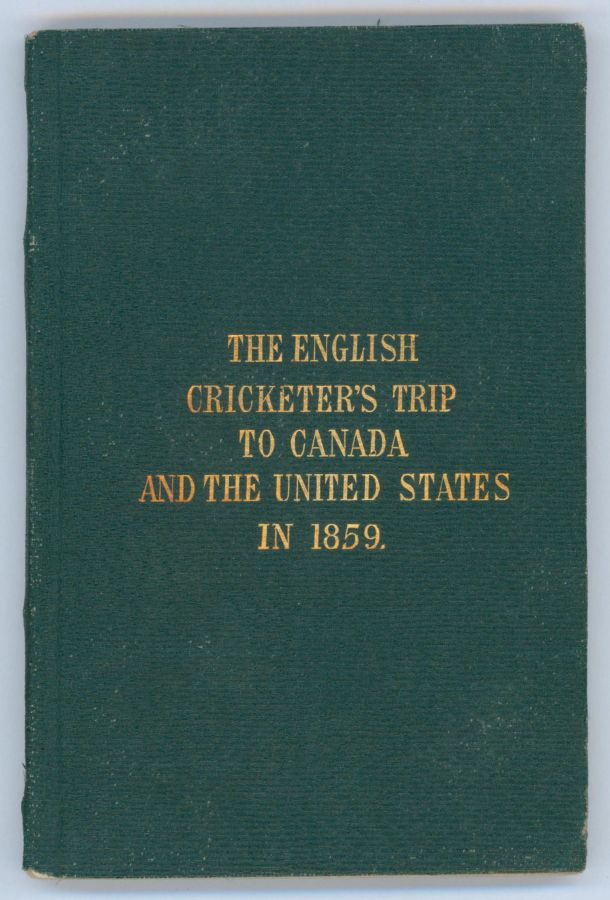 THE ENGLISH
CRICKETER'S TRIP
TO CANADA
AND THE UNITED STATES
IN 1859.